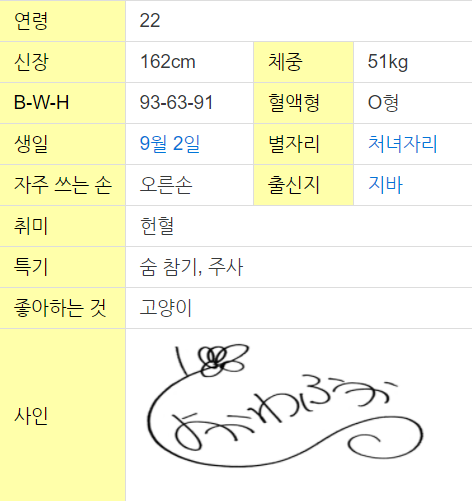 연령 22
신장 162cm 체중 51kg
B-W-H 93-63-91 혈액형 O형
생일 9월 2일 별자리 처녀자리
자주 쓰는 손 오른손 출신지 지바
취미 헌혈
특기 숨 참기, 주사
좋아하는 것 고양이
사인